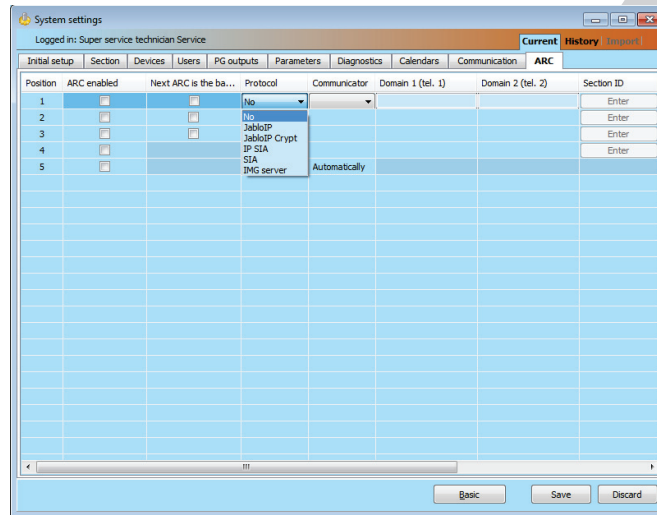 System settings
Logged in: Super service technician Service
Current History Import
Initial setup Section Devices Users PG outputs Parameters Diagnostics Calendars Communication ARC
Position ARC enabled Next ARC is the ba... Protocol Communicator Domain 1 (tel. 1) Domain 2 (tel. 2) Section ID
1 No Enter
2 No Enter
JabloIP
3 JabloIP Crypt Enter
4 IP SIA Enter
SIA
5 IMG server Automatically
Basic Save Discard